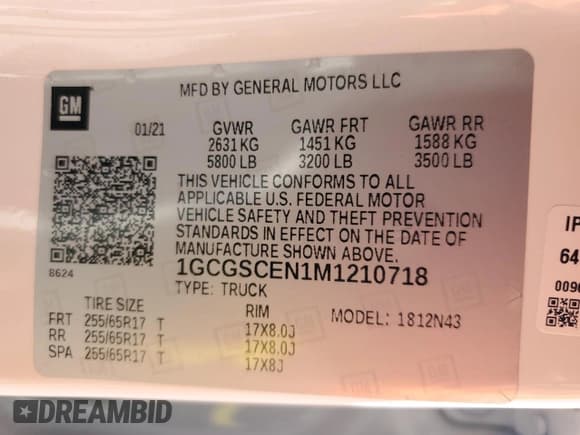 MFD BY GENERAL MOTORS LLC
GM
01/21 GVWR GAWR FRT GAWR RR
2631 KG 1451 KG 1588 KG
5800 LB 3200 LB 3500 LB
THIS VEHICLE CONFORMS TO ALL
APPLICABLE U.S. FEDERAL MOTOR
VEHICLE SAFETY AND THEFT PREVENTION
STANDARDS IN EFFECT ON THE DATE OF
MANUFACTURE SHOWN ABOVE.
8624
1GCGSCEN1M1210718
TYPE: TRUCK
TIRE SIZE RIM MODEL: 1812N43
FRT 255/65R17 T 17X8.0J
RR 255/65R17 T 17X8.0J
SPA 255/65R17 T 17X8J
IP
64
0096
DREAMBID